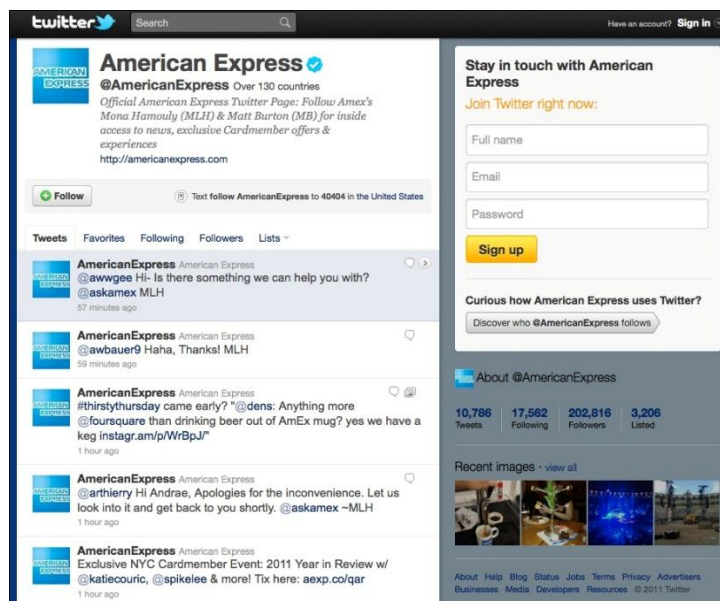 twitter
Search
Have an account? Sign in
AMERICAN
EXPRESS
American Express
@AmericanExpress Over 130 countries
Official American Express Twitter Page: Follow Amex's
Mona Hamouly (MLH) & Matt Burton (MB) for inside
access to news, exclusive Cardmember offers &
experiences
http://americanexpress.com
Follow
Text follow AmericanExpress to 40404 in the United States
Tweets Favorites Following Followers Lists
AMERICAN
EXPRESS
AmericanExpress American Express
@awwgee Hi- Is there something we can help you with?
@askamex MLH
57 minutes ago
AMERICAN
EXPRESS
AmericanExpress American Express
@awbauer9 Haha, Thanks! MLH
59 minutes ago
AMERICAN
EXPRESS
AmericanExpress American Express
#thirstythursday came early? "@dens: Anything more
@foursquare than drinking beer out of AmEx mug? yes we have a
keg instagr.am/p/WrBpJ/"
1 hour ago
AMERICAN
EXPRESS
AmericanExpress American Express
@arthierry Hi Andrae, Apologies for the inconvenience. Let us
look into it and get back to you shortly. @askamex ~MLH
1 hour ago
AMERICAN
EXPRESS
AmericanExpress American Express
Exclusive NYC Cardmember Event: 2011 Year in Review w/
@katiecouric, @spikelee & more! Tix here: aexp.co/qar
1 hour ago
Stay in touch with American
Express
Join Twitter right now:
Full name
Email
Password
Sign up
Curious how American Express uses Twitter?
Discover who @AmericanExpress follows
About @AmericanExpress
10,786 17,562 202,816 3,206
Tweets Following Followers Listed
Recent images · view all
About Help Blog Status Jobs Terms Privacy Advertisers
Businesses Media Developers Resources © 2011 Twitter